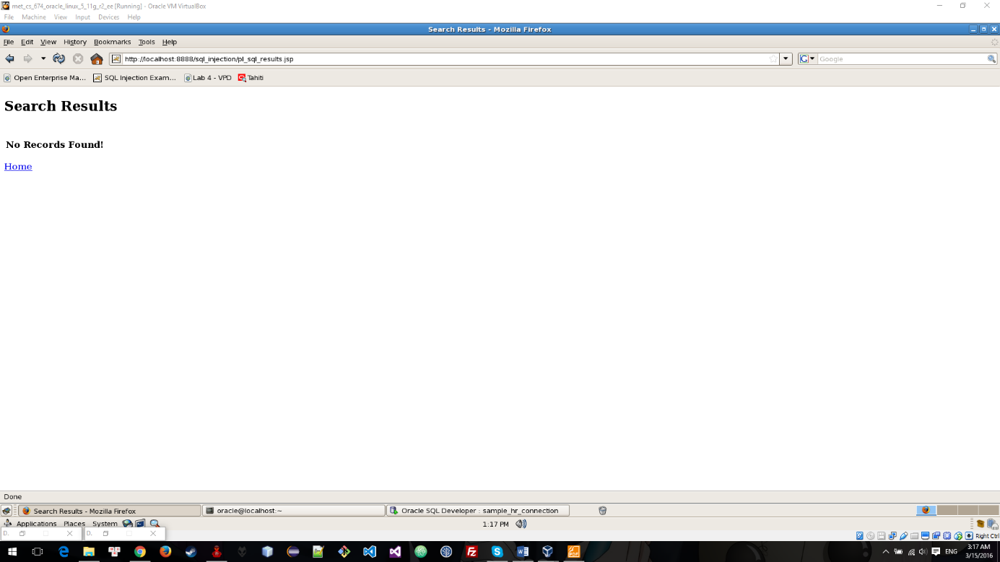 met_cs_674_oracle_linux_5_11g_r2_ee [Running] - Oracle VM VirtualBox
File Machine View Input Devices Help
Search Results - Mozilla Firefox
File Edit View History Bookmarks Tools Help
http://localhost:8888/sql_injection/pl_sql_results.jsp
Google
Open Enterprise Ma... SQL Injection Exam... Lab 4 - VPD Tahiti
Search Results
No Records Found!
Home
Done
Search Results - Mozilla Firefox oracle@localhost:~ Oracle SQL Developer : sample_hr_connection
Applications Places System 1:17 PM
D. D.
Right Ctrl
ENG
3:17 AM
3/15/2016